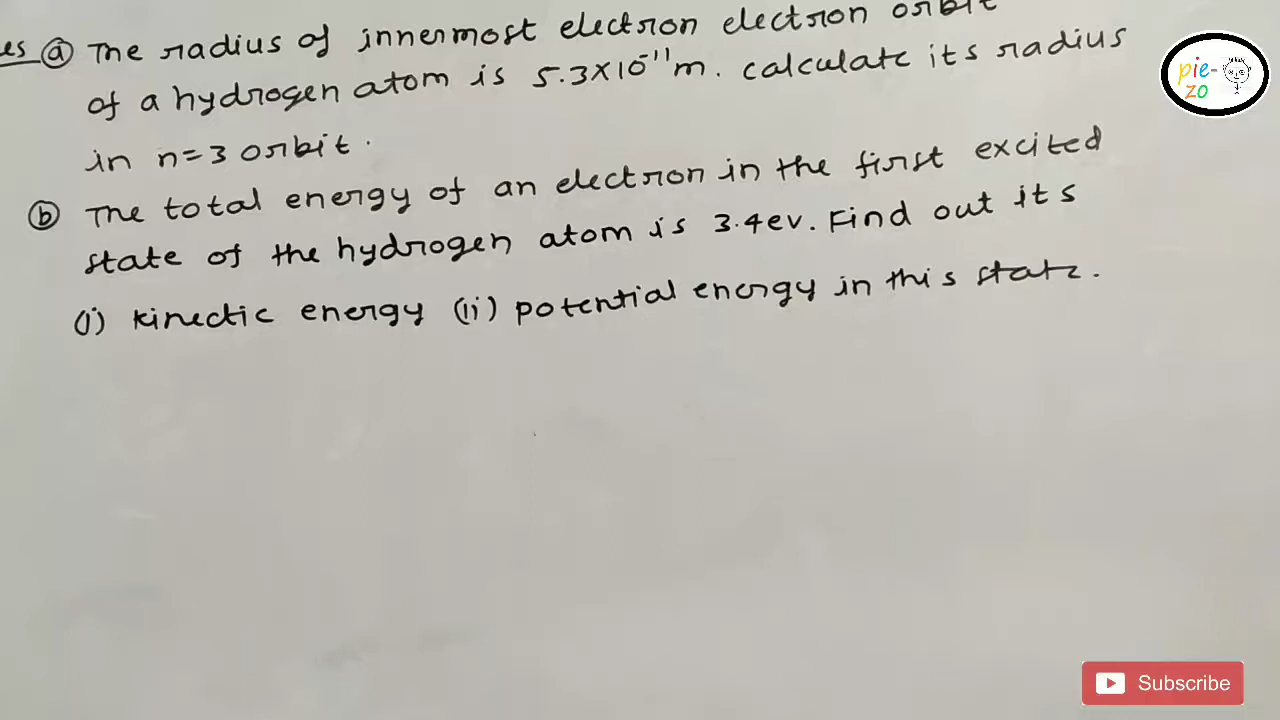 es ⓐ The radius of innermost electron electron orbit
of a hydrogen atom is 5.3×10⁻¹¹m. calculate its radius
in n=3 orbit.
ⓑ The total energy of an electron in the first excited
state of the hydrogen atom is 3.4ev. Find out its
(i) kinectic energy (ii) potential energy in this state.
pie-
zo
Subscribe